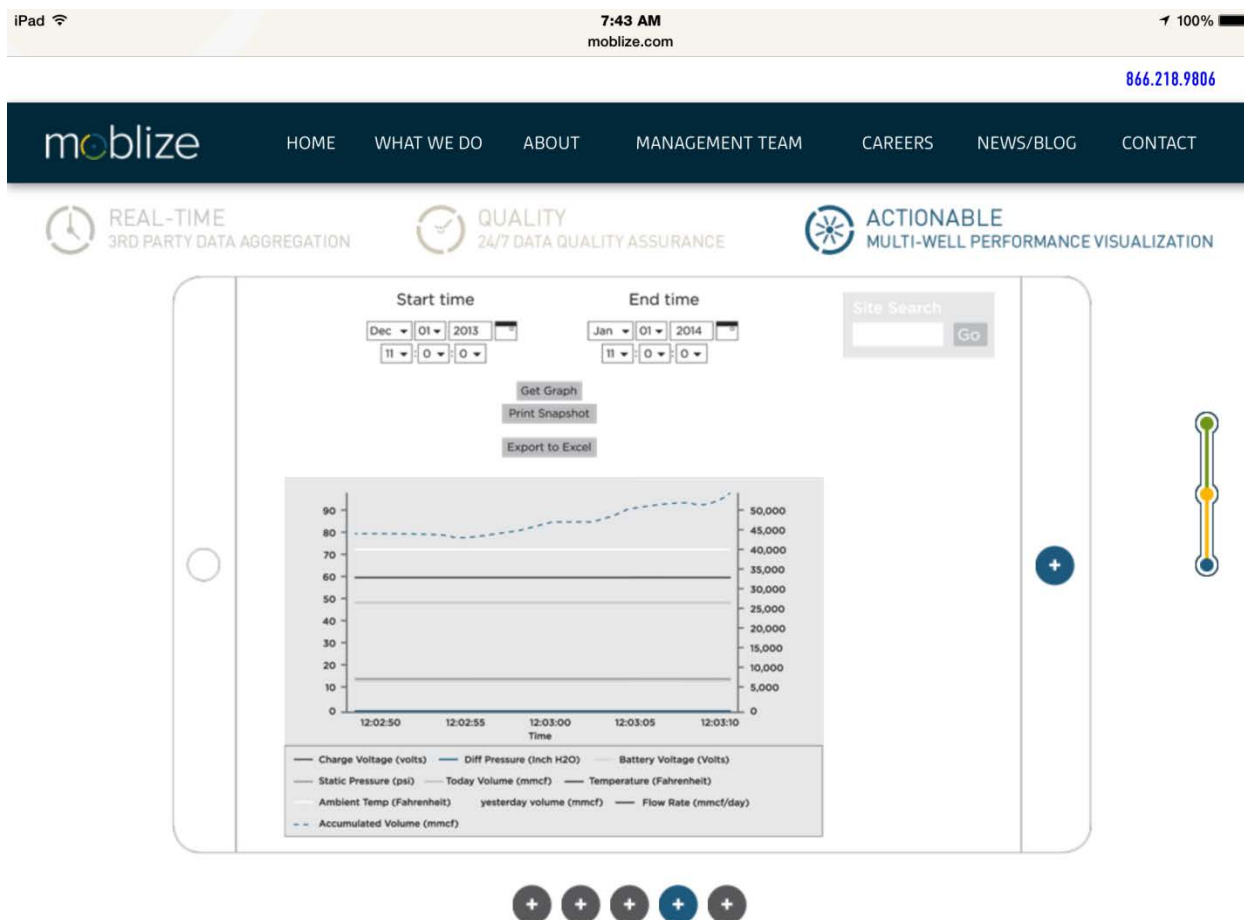 iPad 7:43 AM 100%
moblize.com
866.218.9806
moblize HOME WHAT WE DO ABOUT MANAGEMENT TEAM CAREERS NEWS/BLOG CONTACT
REAL-TIME
3RD PARTY DATA AGGREGATION
QUALITY
24/7 DATA QUALITY ASSURANCE
ACTIONABLE
MULTI-WELL PERFORMANCE VISUALIZATION
Start time
Dec 01 2013
11 : 0 : 0
End time
Jan 01 2014
11 : 0 : 0
Site Search
Go
Get Graph
Print Snapshot
Export to Excel
90
80
70
60
50
40
30
20
10
0
50,000
45,000
40,000
35,000
30,000
25,000
20,000
15,000
10,000
5,000
0
12:02:50 12:02:55 12:03:00 12:03:05 12:03:10
Time
Charge Voltage (volts) Diff Pressure (Inch H2O) Battery Voltage (Volts)
Static Pressure (psi) Today Volume (mmcf) Temperature (Fahrenheit)
Ambient Temp (Fahrenheit) yesterday volume (mmcf) Flow Rate (mmcf/day)
Accumulated Volume (mmcf)